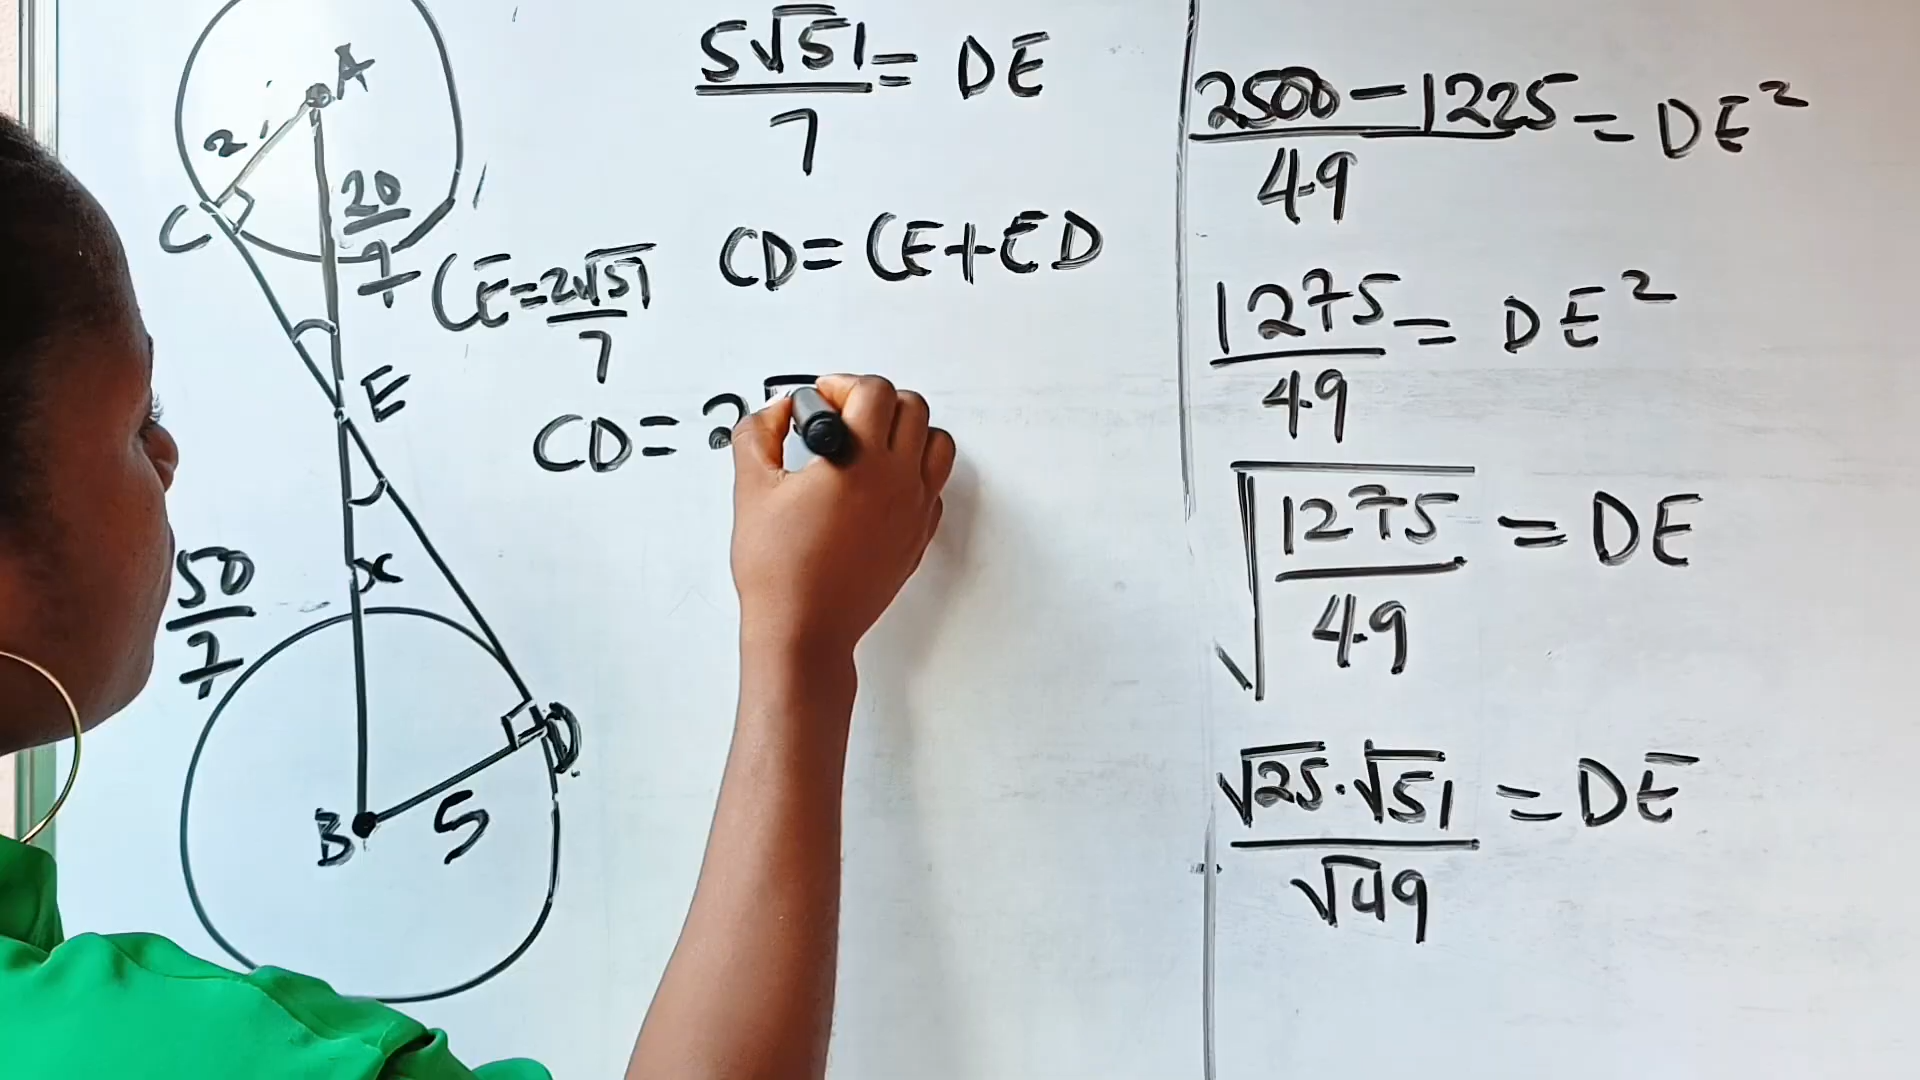 A
2
C
20/7
CE=2√51/7
E
x
50/7
B
5
D
5√51/7 = DE
CD = CE+ED
CD = 2
2500-1225/49 = DE²
1275/49 = DE²
√1275/49 = DE
√25·√51/√49 = DE